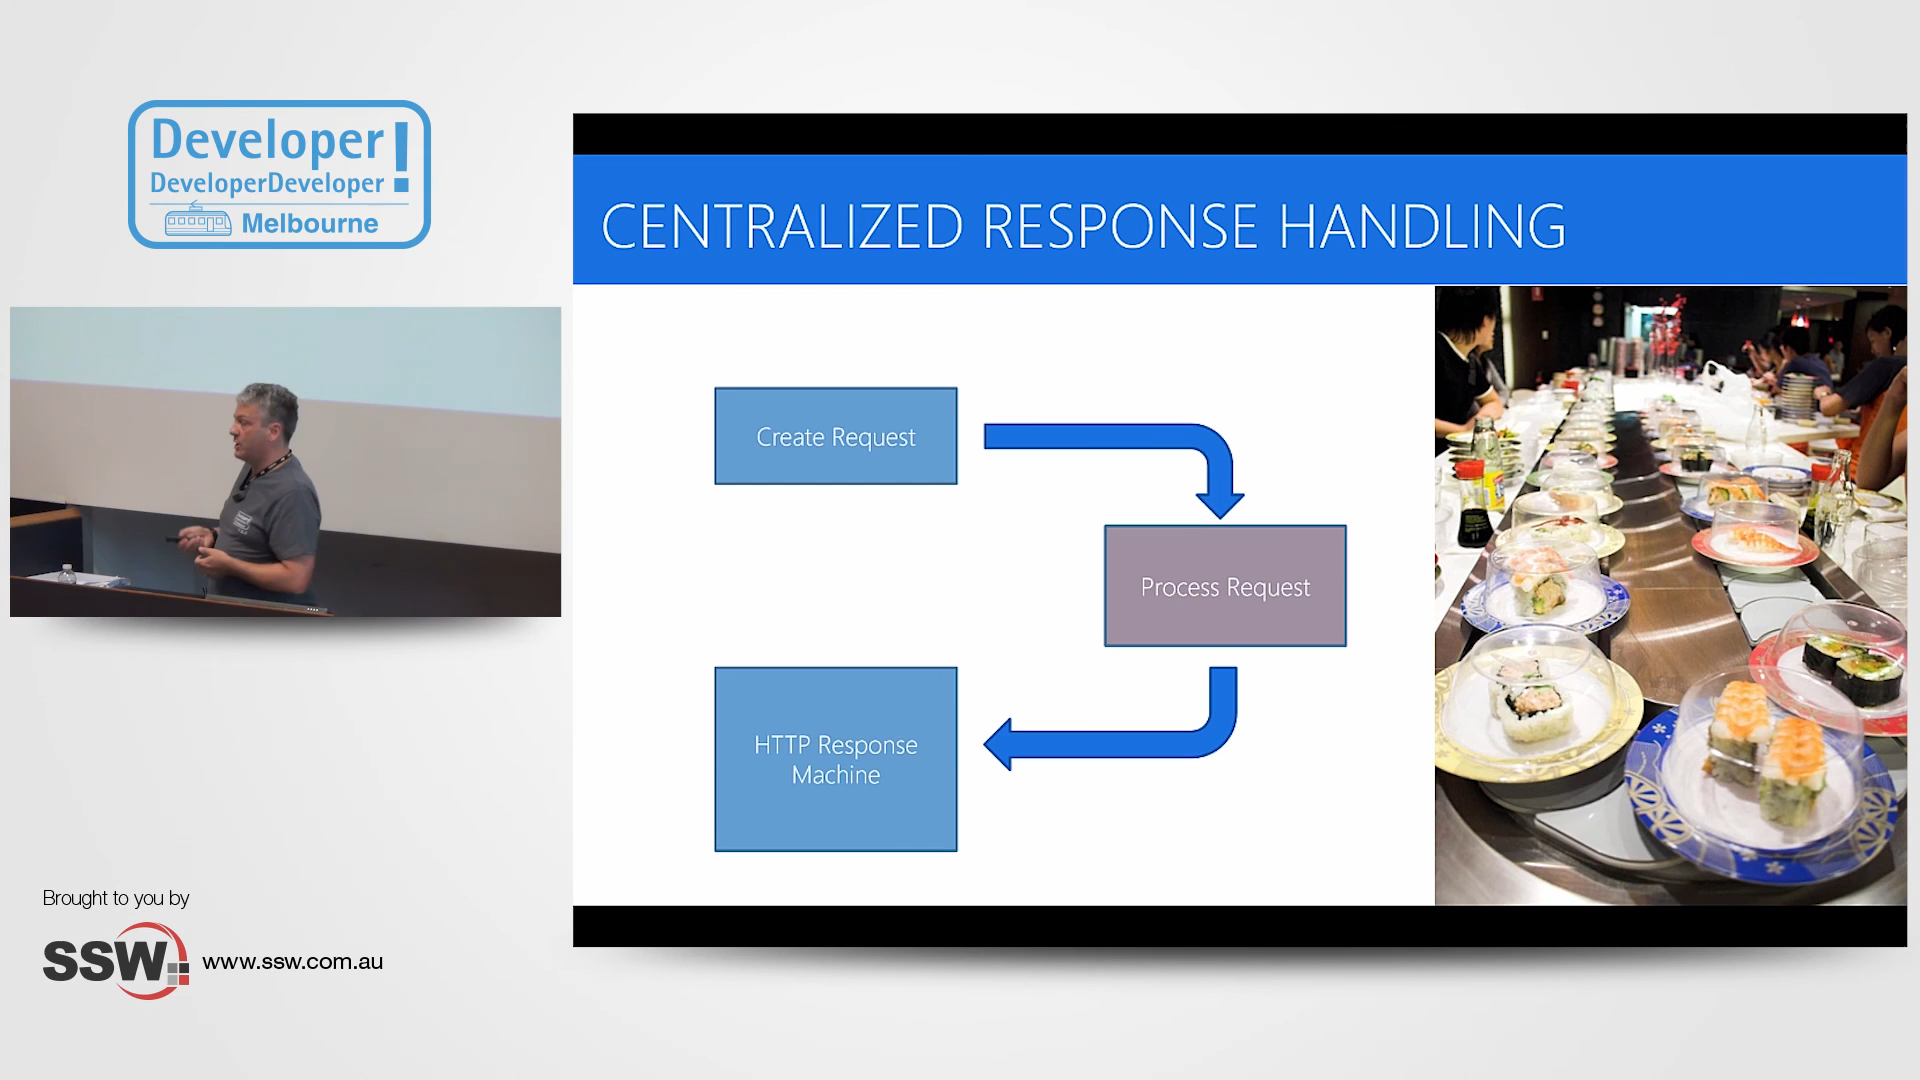 Developer!
DeveloperDeveloper
Melbourne
CENTRALIZED RESPONSE HANDLING
Create Request
Process Request
HTTP Response
Machine
Brought to you by
SSW
www.ssw.com.au